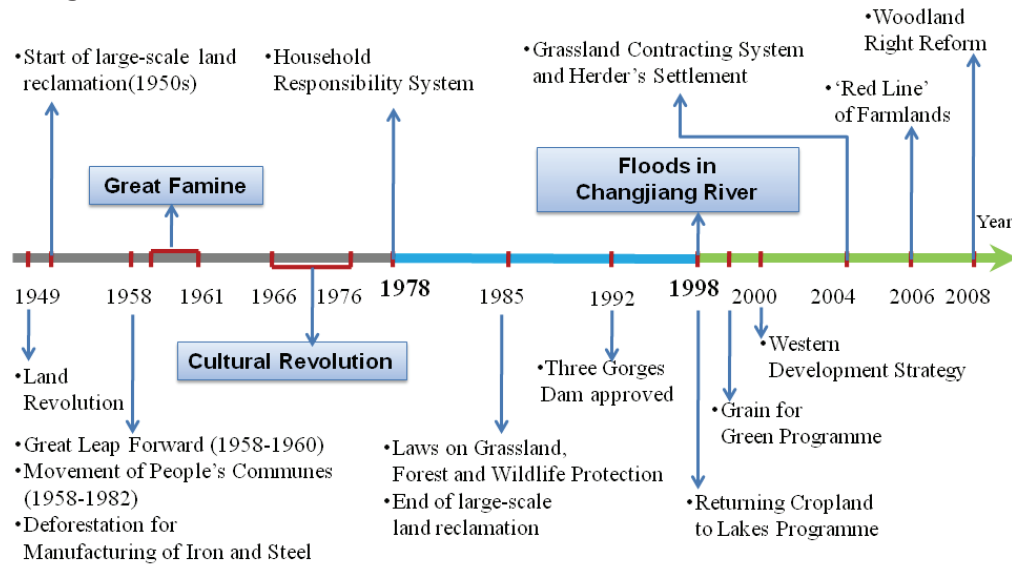 •Woodland
Right Reform
•Start of large-scale land
reclamation(1950s)
•Household
Responsibility System
•Grassland Contracting System
and Herder’s Settlement
•‘Red Line’
of Farmlands
Great Famine
Floods in
Changjiang River
Year
1949
1958
1961
1966
1976
1978
1985
1992
1998
2000
2004
2006
2008
Cultural Revolution
•Land
Revolution
•Three Gorges
Dam approved
•Western
Development Strategy
•Grain for
Green Programme
•Great Leap Forward (1958-1960)
•Movement of People’s Communes
(1958-1982)
•Deforestation for
Manufacturing of Iron and Steel
•Laws on Grassland,
Forest and Wildlife Protection
•End of large-scale
land reclamation
•Returning Cropland
to Lakes Programme